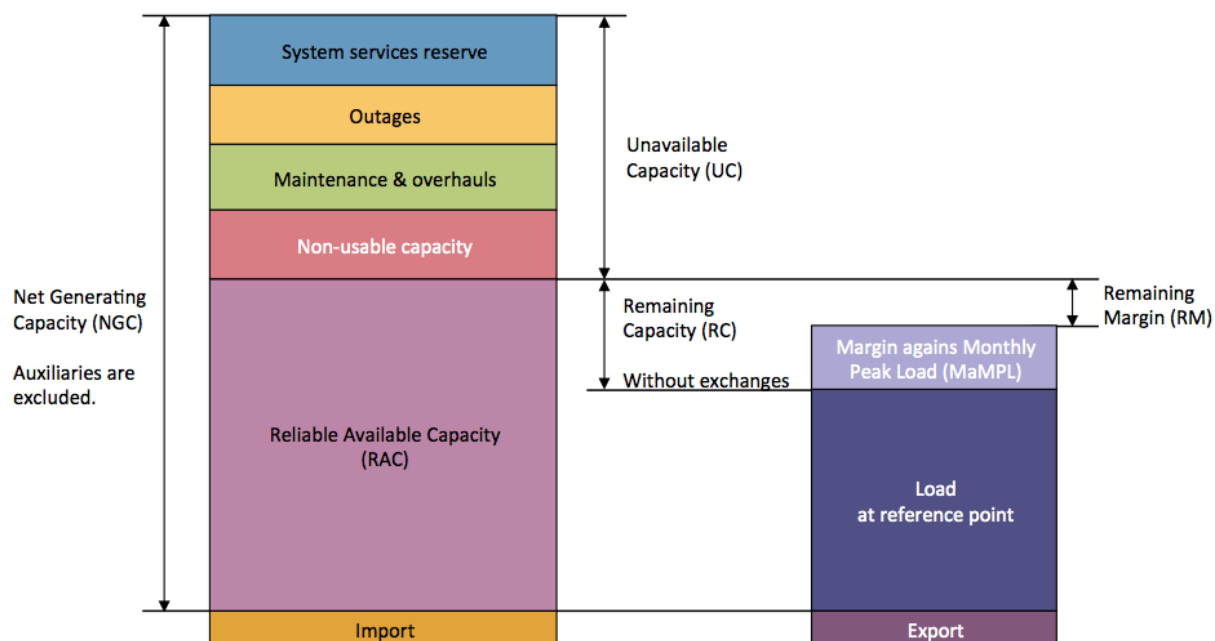 System services reserve
Outages
Maintenance & overhauls
Non-usable capacity
Unavailable
Capacity (UC)
Net Generating
Capacity (NGC)
Auxiliaries are
excluded.
Reliable Available Capacity
(RAC)
Remaining
Capacity (RC)
Without exchanges
Remaining
Margin (RM)
Margin agains Monthly
Peak Load (MaMPL)
Load
at reference point
Import
Export